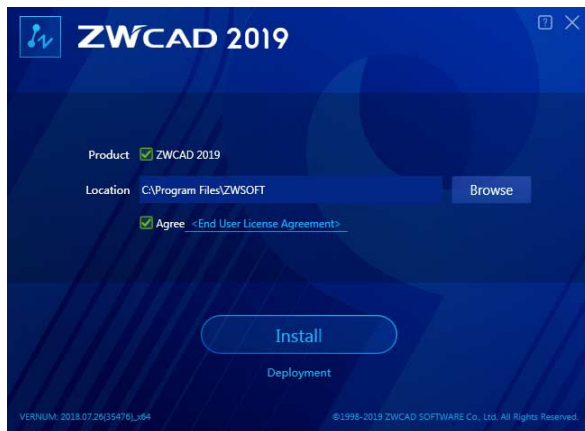 ZWCAD 2019
?
Product ZWCAD 2019
Location C:\Program Files\ZWSOFT Browse
Agree <End User License Agreement>
Install
Deployment
VERNUM: 2018.07.26(35476)_x64 ©1998-2019 ZWCAD SOFTWARE Co., Ltd. All Rights Reserved.